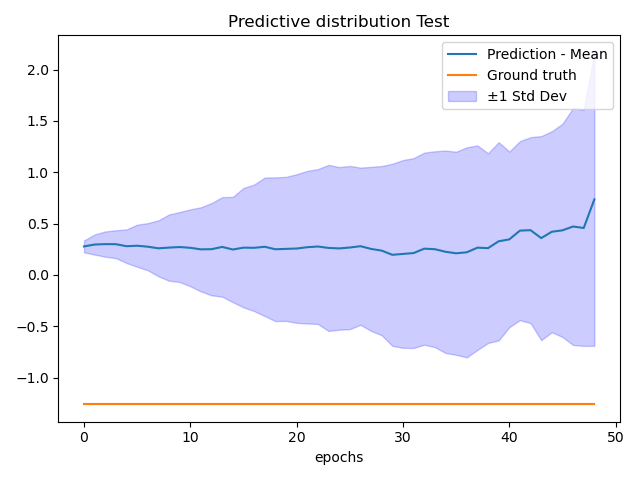 Predictive distribution Test
Prediction - Mean
Ground truth
±1 Std Dev
2.0
1.5
1.0
0.5
0.0
−0.5
−1.0
0 10 20 30 40 50
epochs